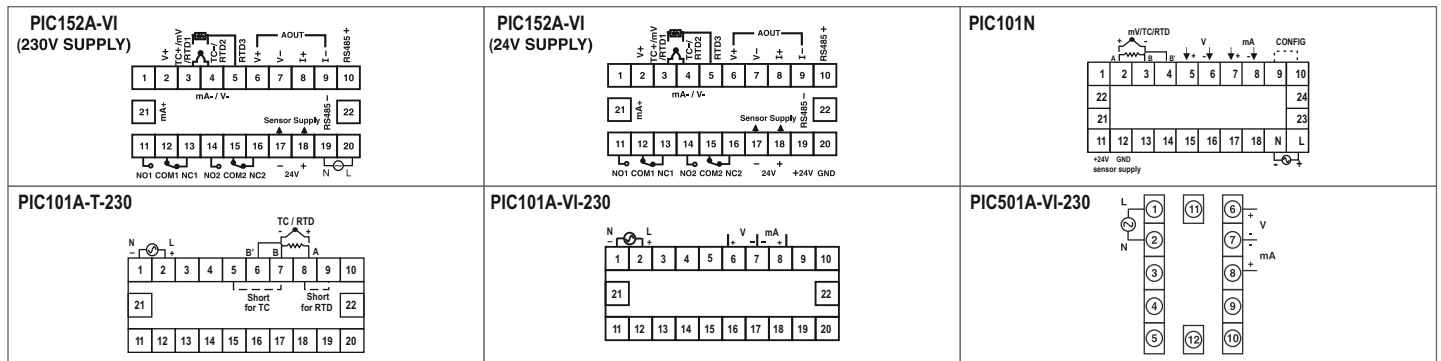 PIC152A-VI
(230V SUPPLY)
V+
TC+/mV
/RTD1
TC-/
RTD2
RTD3
AOUT
V+
V-
I+
I-
RS485 +
1 2 3 4 5 6 7 8 9 10
mA- / V-
21
mA+
Sensor Supply
RS485 -
22
11 12 13 14 15 16 17 18 19 20
NO1 COM1 NC1 NO2 COM2 NC2 - 24V + N L
PIC152A-VI
(24V SUPPLY)
V+
TC+/mV
/RTD1
TC-/
RTD2
RTD3
AOUT
V+
V-
I+
I-
RS485 +
1 2 3 4 5 6 7 8 9 10
mA- / V-
21
mA+
Sensor Supply
RS485 -
22
11 12 13 14 15 16 17 18 19 20
NO1 COM1 NC1 NO2 COM2 NC2 - 24V + +24V GND
PIC101N
mV/TC/RTD
+ -
V mA CONFIG
A B B' + - + -
1 2 3 4 5 6 7 8 9 10
22 24
21 23
11 12 13 14 15 16 17 18 N L
+24V GND
sensor supply
- +
PIC101A-T-230
TC / RTD
- +
N L
- +
B' B A
1 2 3 4 5 6 7 8 9 10
Short
for TC
Short
for RTD
21 22
11 12 13 14 15 16 17 18 19 20
PIC101A-VI-230
N L
- +
V mA
+ - - +
1 2 3 4 5 6 7 8 9 10
21 22
11 12 13 14 15 16 17 18 19 20
PIC501A-VI-230
L
N
1 11 6
+
V
2 7
-
-
mA
3 8
+
4 9
5 12 10